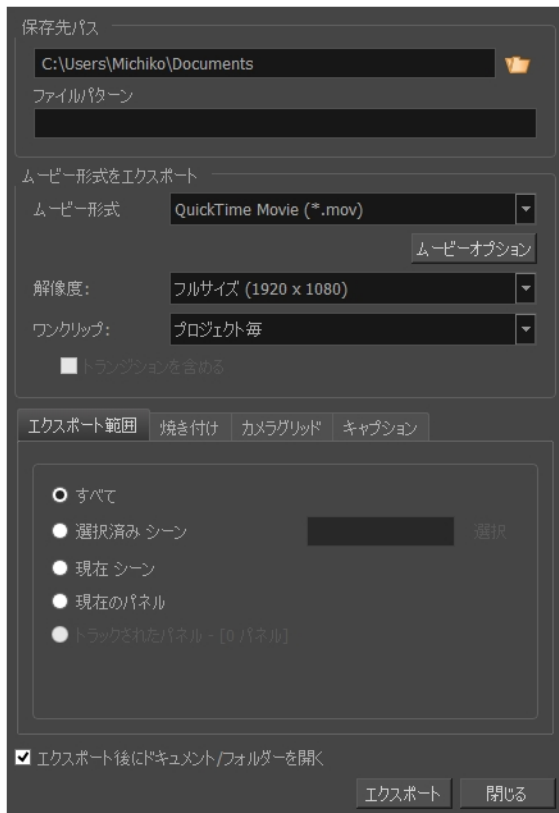 保存先パス
C:\Users\Michiko\Documents
ファイルパターン
ムービー形式をエクスポート
ムービー形式 QuickTime Movie (*.mov)
ムービーオプション
解像度: フルサイズ (1920 x 1080)
ワンクリップ: プロジェクト毎
トランジションを含める
エクスポート範囲 焼き付け カメラグリッド キャプション
すべて
選択済み シーン 選択
現在 シーン
現在のパネル
トラックされたパネル - [0 パネル]
エクスポート後にドキュメント/フォルダーを開く
エクスポート 閉じる